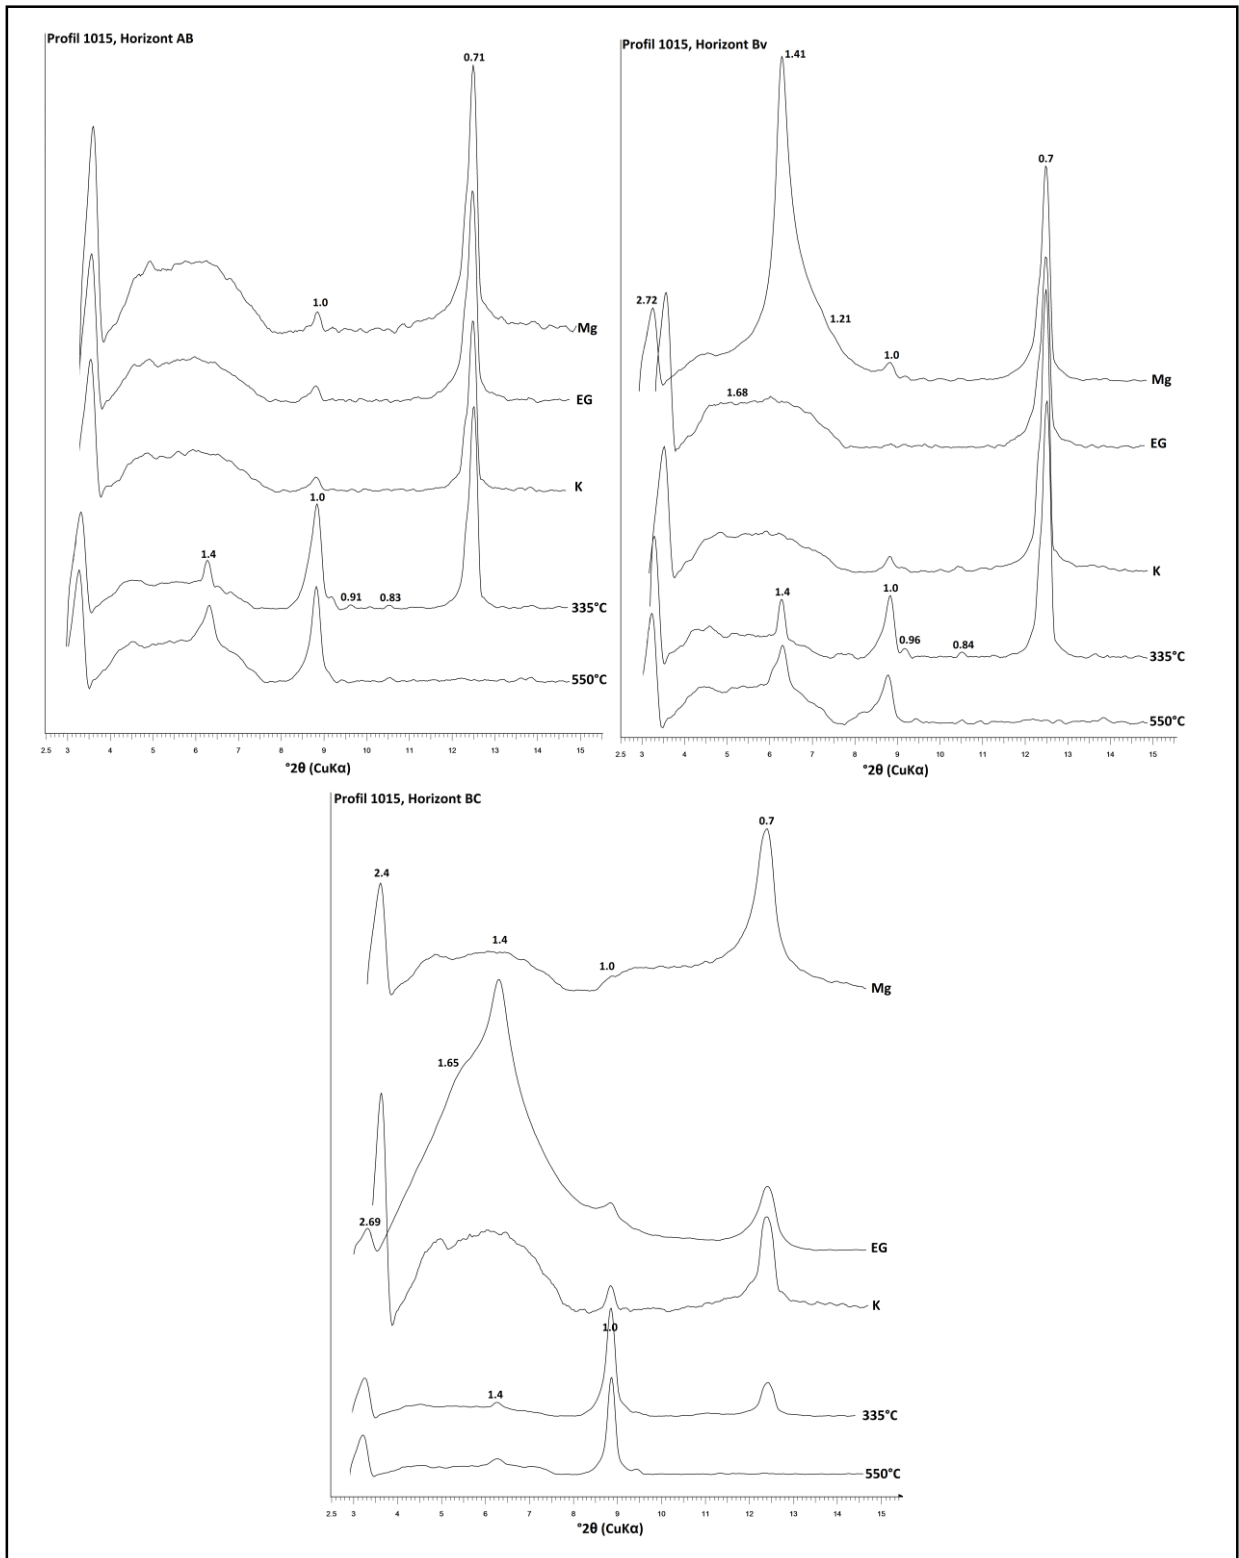 Profil 1015, Horizont AB
0.71
1.0
Mg
EG
K
1.0
1.4
0.91
0.83
335°C
550°C
2.5 3 4 5 6 7 8 9 10 11 12 13 14 15
°2θ (CuKα)
Profil 1015, Horizont Bv
1.41
0.7
2.72
1.21
1.0
Mg
1.68
EG
K
1.4
1.0
0.96
0.84
335°C
550°C
2.5 3 4 5 6 7 8 9 10 11 12 13 14 15
°2θ (CuKα)
Profil 1015, Horizont BC
0.7
2.4
1.4
1.0
Mg
1.65
2.69
EG
K
1.0
1.4
335°C
550°C
2.5 3 4 5 6 7 8 9 10 11 12 13 14 15
°2θ (CuKα)